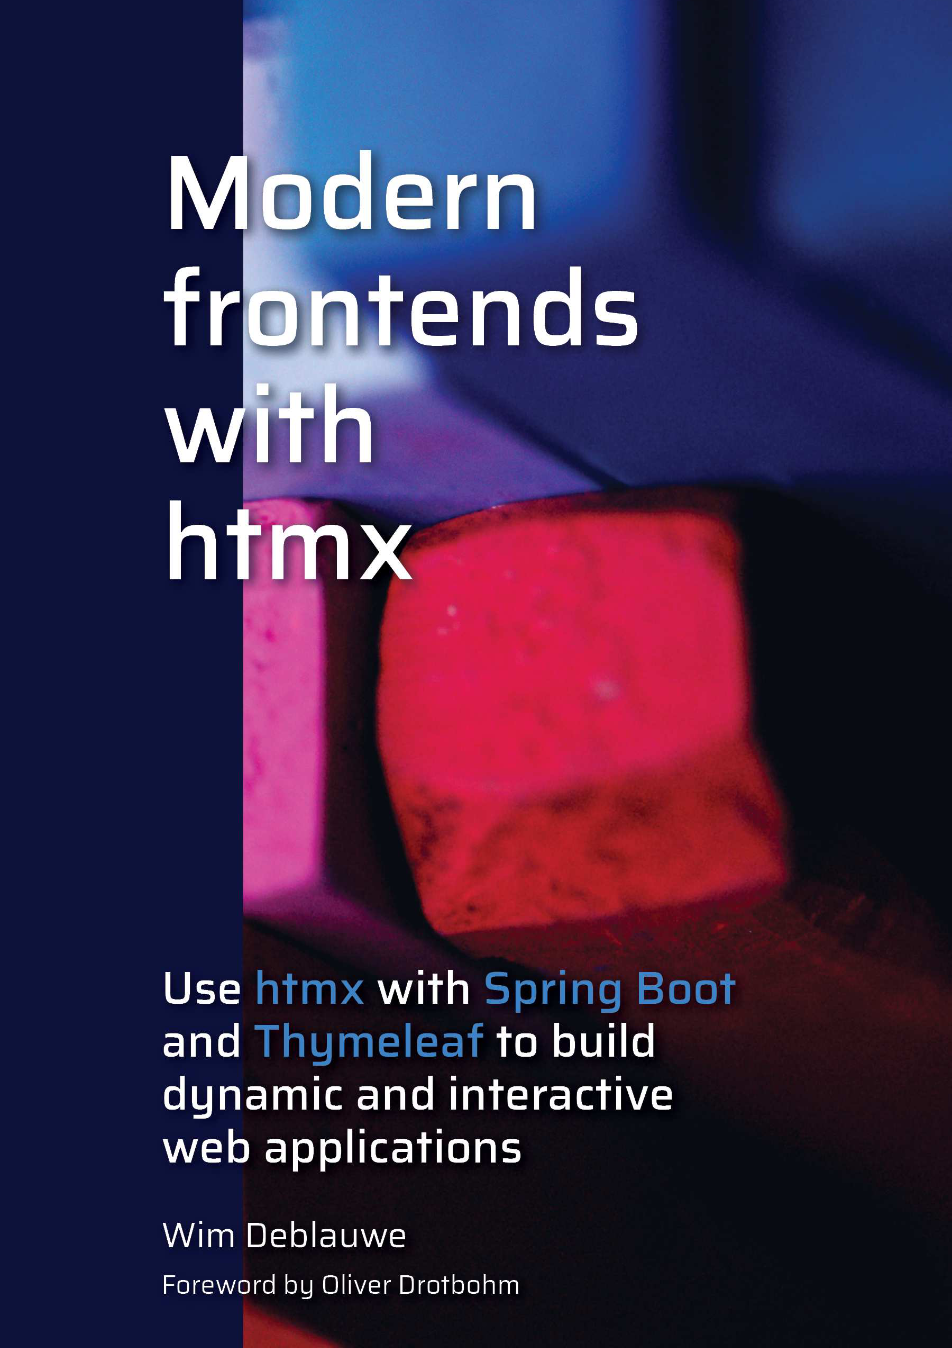 Modern
frontends
with
htmx
Use htmx with Spring Boot
and Thymeleaf to build
dynamic and interactive
web applications
Wim Deblauwe
Foreword by Oliver Drotbohm